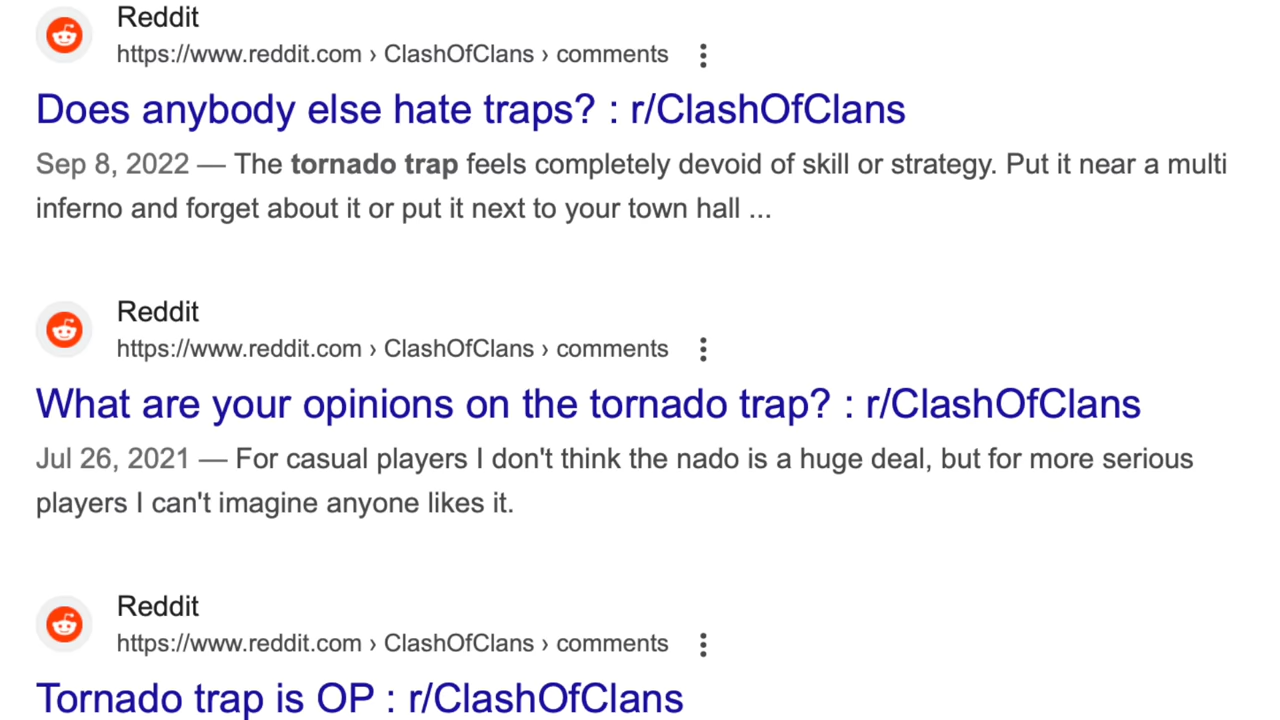 Reddit
https://www.reddit.com › ClashOfClans › comments
Does anybody else hate traps? : r/ClashOfClans
Sep 8, 2022 — The tornado trap feels completely devoid of skill or strategy. Put it near a multi
inferno and forget about it or put it next to your town hall ...
Reddit
https://www.reddit.com › ClashOfClans › comments
What are your opinions on the tornado trap? : r/ClashOfClans
Jul 26, 2021 — For casual players I don't think the nado is a huge deal, but for more serious
players I can't imagine anyone likes it.
Reddit
https://www.reddit.com › ClashOfClans › comments
Tornado trap is OP : r/ClashOfClans